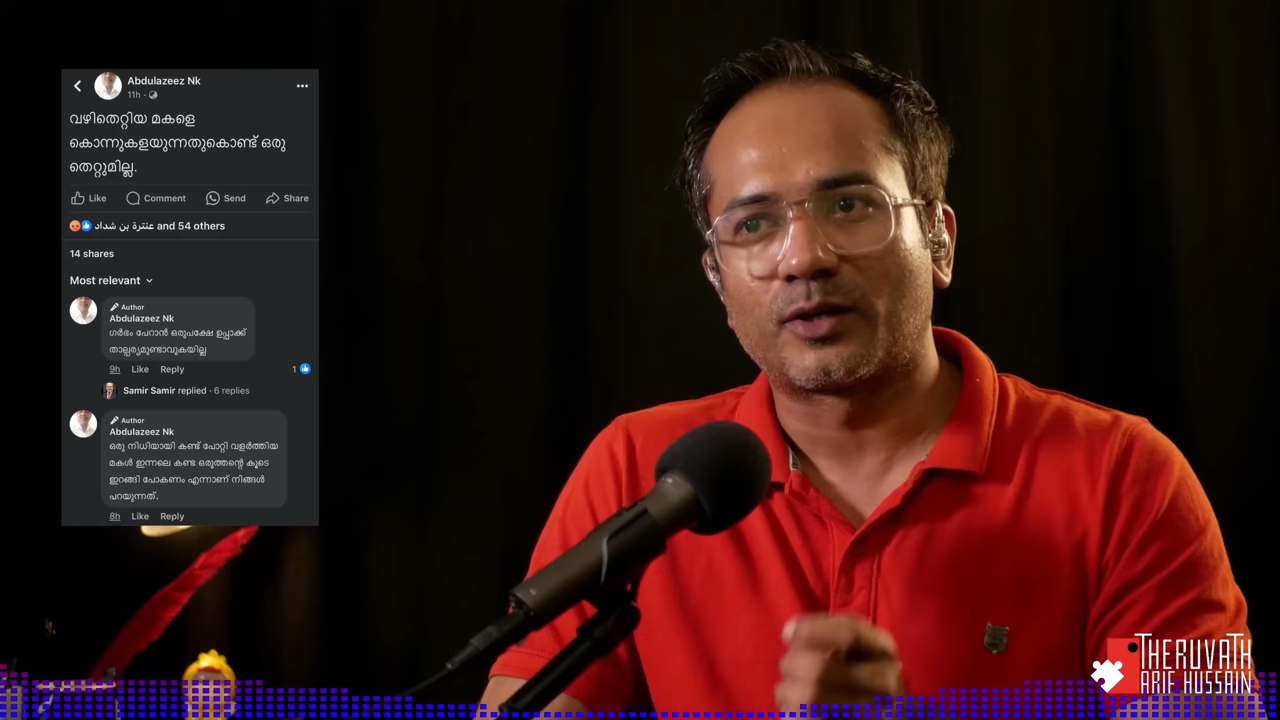 Abdulazeez Nk
11h ·
വഴിതെറ്റിയ മകളെ
കൊന്നുകളയുന്നതുകൊണ്ട് ഒരു
തെറ്റുമില്ല.
Like Comment Send Share
عنترة بن شداد and 54 others
14 shares
Most relevant
Author
Abdulazeez Nk
ഗർഭം പേറാൻ ഒരുപക്ഷേ ഉപ്പാക്ക്
താല്പര്യമുണ്ടാവുകയില്ല
9h Like Reply 1
Samir Samir replied · 6 replies
Author
Abdulazeez Nk
ഒരു നിധിയായി കണ്ട് പോറ്റി വളർത്തിയ
മകൾ ഇന്നലെ കണ്ട ഒരുത്തന്റെ കൂടെ
ഇറങ്ങി പോകണം എന്നാണ് നിങ്ങൾ
പറയുന്നത്.
8h Like Reply
THERUVATH
ARIF HUSSAIN